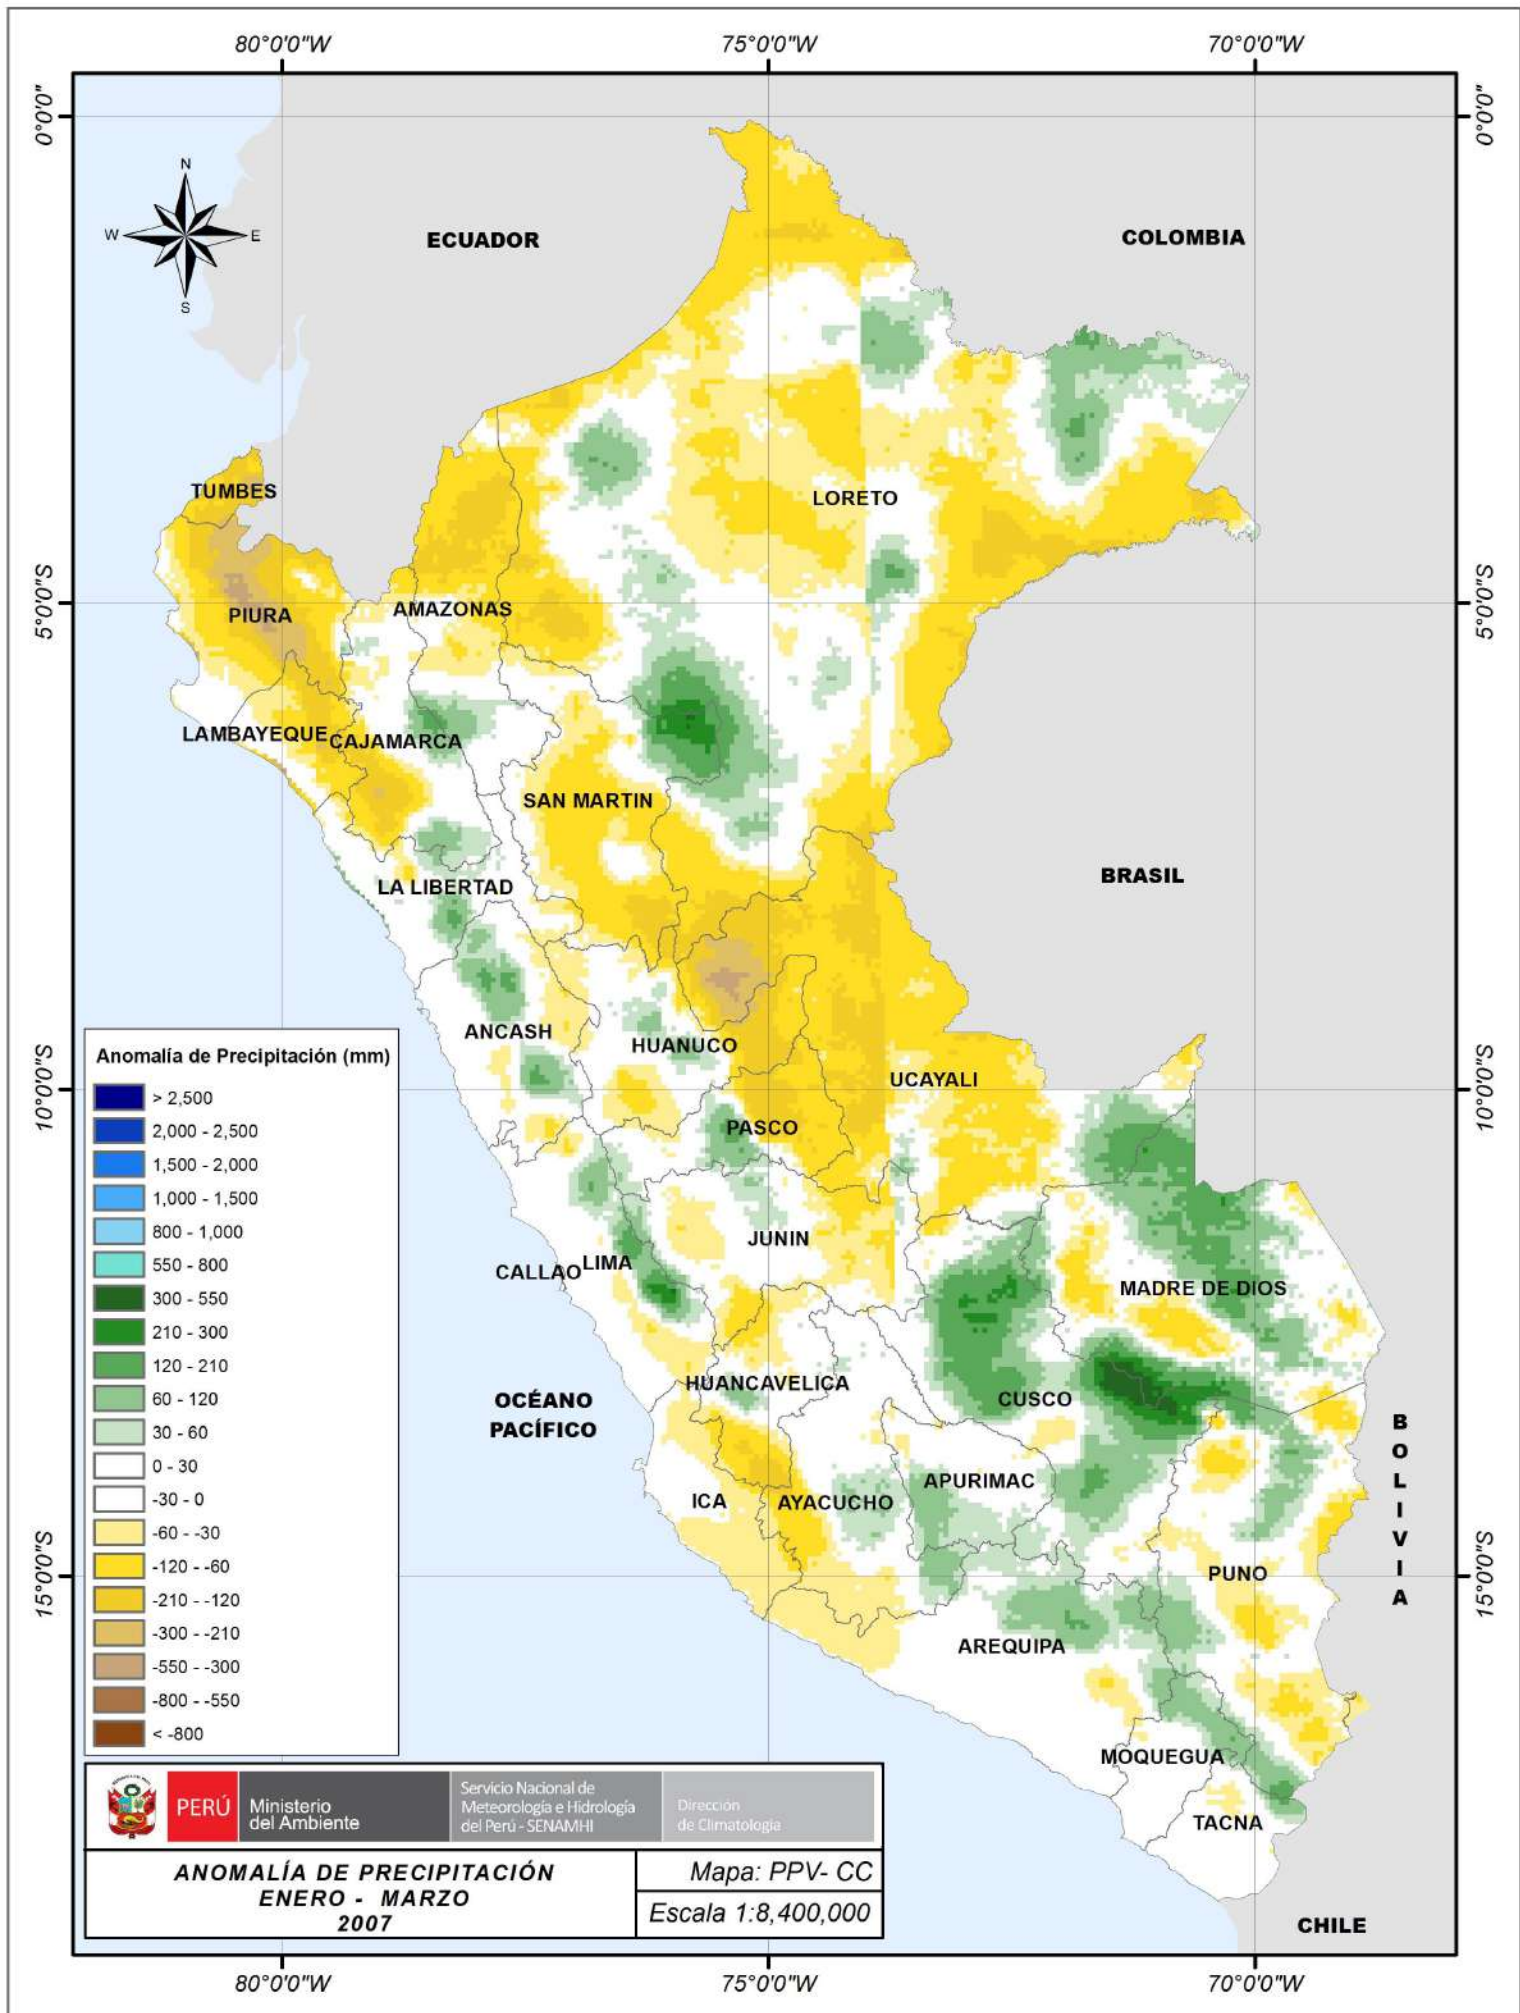 80°0'0"W 75°0'0"W 70°0'0"W
0°0'0" 0°0'0"
N
W E
S
ECUADOR
COLOMBIA
TUMBES
LORETO
5°0'0"S 5°0'0"S
AMAZONAS
PIURA
LAMBAYEQUE
CAJAMARCA
SAN MARTIN
LA LIBERTAD
BRASIL
ANCASH
HUANUCO
UCAYALI
10°0'0"S 10°0'0"S
PASCO
JUNIN
CALLAO
LIMA
MADRE DE DIOS
HUANCAVELICA
CUSCO
OCÉANO
PACÍFICO
BOLIVIA
APURIMAC
ICA
AYACUCHO
PUNO
15°0'0"S 15°0'0"S
AREQUIPA
MOQUEGUA
TACNA
CHILE
Anomalía de Precipitación (mm)
> 2,500
2,000 - 2,500
1,500 - 2,000
1,000 - 1,500
800 - 1,000
550 - 800
300 - 550
210 - 300
120 - 210
60 - 120
30 - 60
0 - 30
-30 - 0
-60 - -30
-120 - -60
-210 - -120
-300 - -210
-550 - -300
-800 - -550
< -800
PERÚ
Ministerio
del Ambiente
Servicio Nacional de
Meteorología e Hidrología
del Perú - SENAMHI
Dirección
de Climatología
ANOMALÍA DE PRECIPITACIÓN
ENERO - MARZO
2007
Mapa: PPV- CC
Escala 1:8,400,000
80°0'0"W 75°0'0"W 70°0'0"W